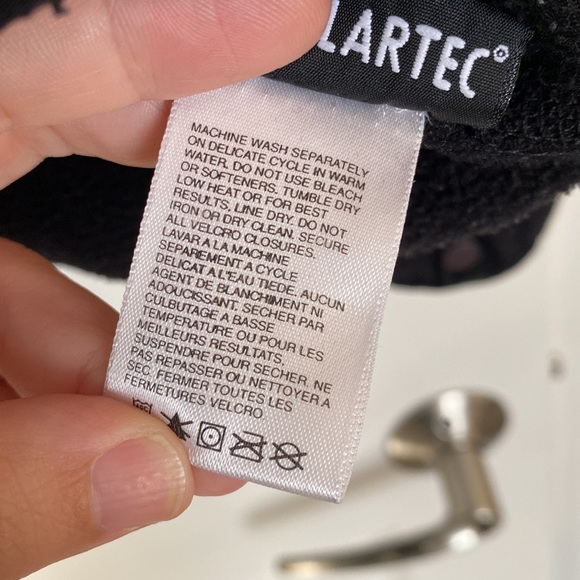 LARTEC®
MACHINE WASH SEPARATELY
ON DELICATE CYCLE IN WARM
WATER. DO NOT USE BLEACH
OR SOFTENERS. TUMBLE DRY
LOW HEAT OR FOR BEST
RESULTS, LINE DRY. DO NOT
IRON OR DRY CLEAN. SECURE
ALL VELCRO CLOSURES.
LAVAR A LA MACHINE
SEPAREMENT A CYCLE
DELICAT A L'EAU TIEDE. AUCUN
AGENT DE BLANCHIMENT NI
ADOUCISSANT. SECHER PAR
CULBUTAGE A BASSE
TEMPERATURE OU POUR LES
MEILLEURS RESULTATS,
SUSPENDRE POUR SECHER. NE
PAS REPASSER OU NETTOYER A
SEC. FERMER TOUTES LES
FERMETURES VELCRO